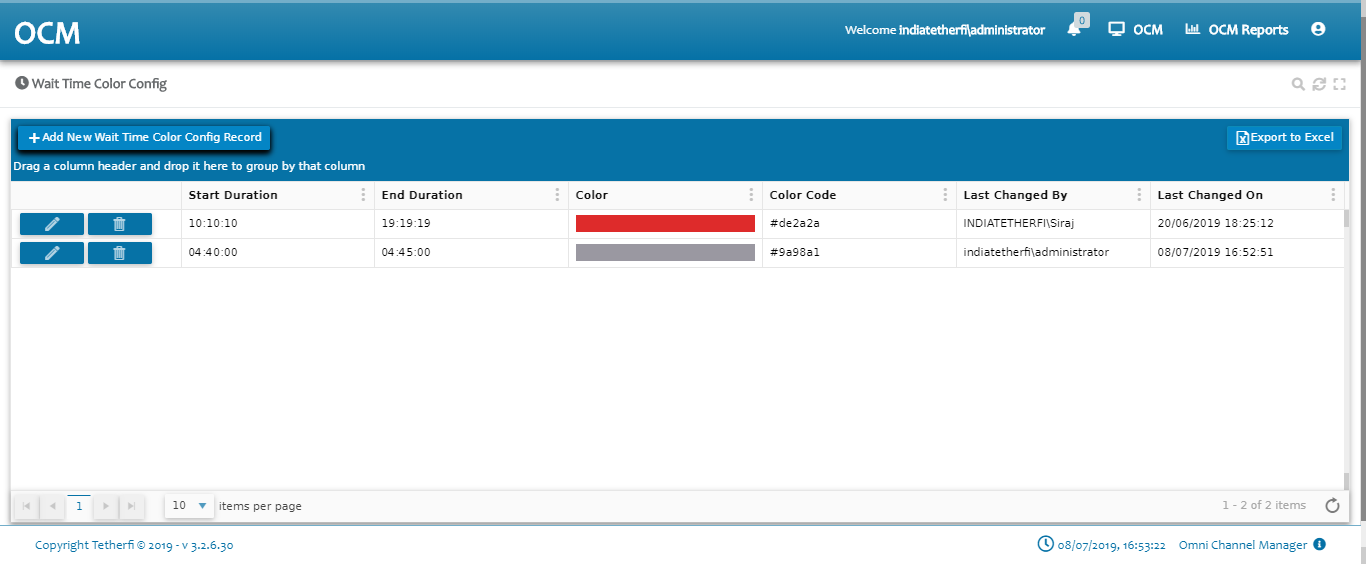 OCM
Welcome indiatetherfi\administrator
0
OCM
OCM Reports
Wait Time Color Config
Add New Wait Time Color Config Record
Export to Excel
Drag a column header and drop it here to group by that column
Start Duration End Duration Color Color Code Last Changed By Last Changed On
10:10:10 19:19:19 #de2a2a INDIATETHERFI\Siraj 20/06/2019 18:25:12
04:40:00 04:45:00 #9a98a1 indiatetherfi\administrator 08/07/2019 16:52:51
1 10 items per page 1 - 2 of 2 items
Copyright Tetherfi © 2019 - v 3.2.6.30 08/07/2019, 16:53:22 Omni Channel Manager